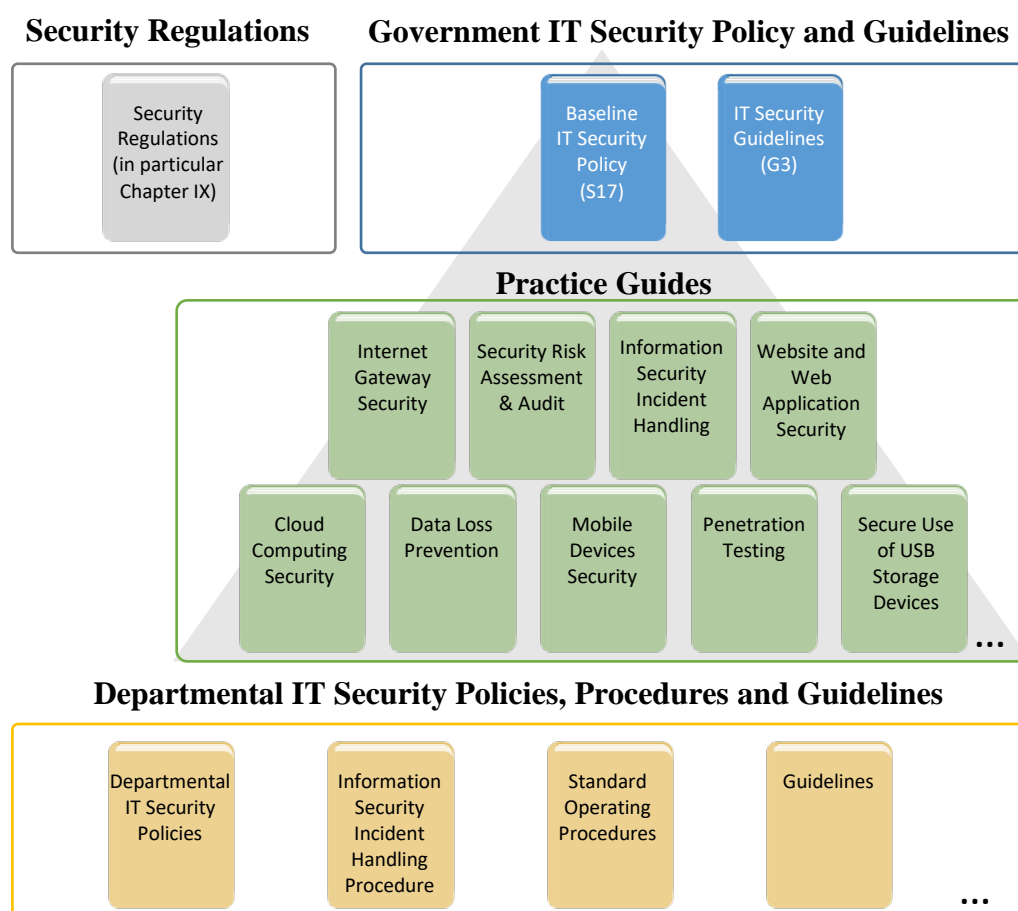 Security Regulations
Government IT Security Policy and Guidelines
Security
Regulations
(in particular
Chapter IX)
Baseline
IT Security
Policy
(S17)
IT Security
Guidelines
(G3)
Practice Guides
Internet
Gateway
Security
Security Risk
Assessment
& Audit
Information
Security
Incident
Handling
Website and
Web
Application
Security
Cloud
Computing
Security
Data Loss
Prevention
Mobile
Devices
Security
Penetration
Testing
Secure Use
of USB
Storage
Devices
...
Departmental IT Security Policies, Procedures and Guidelines
Departmental
IT Security
Policies
Information
Security
Incident
Handling
Procedure
Standard
Operating
Procedures
Guidelines
...